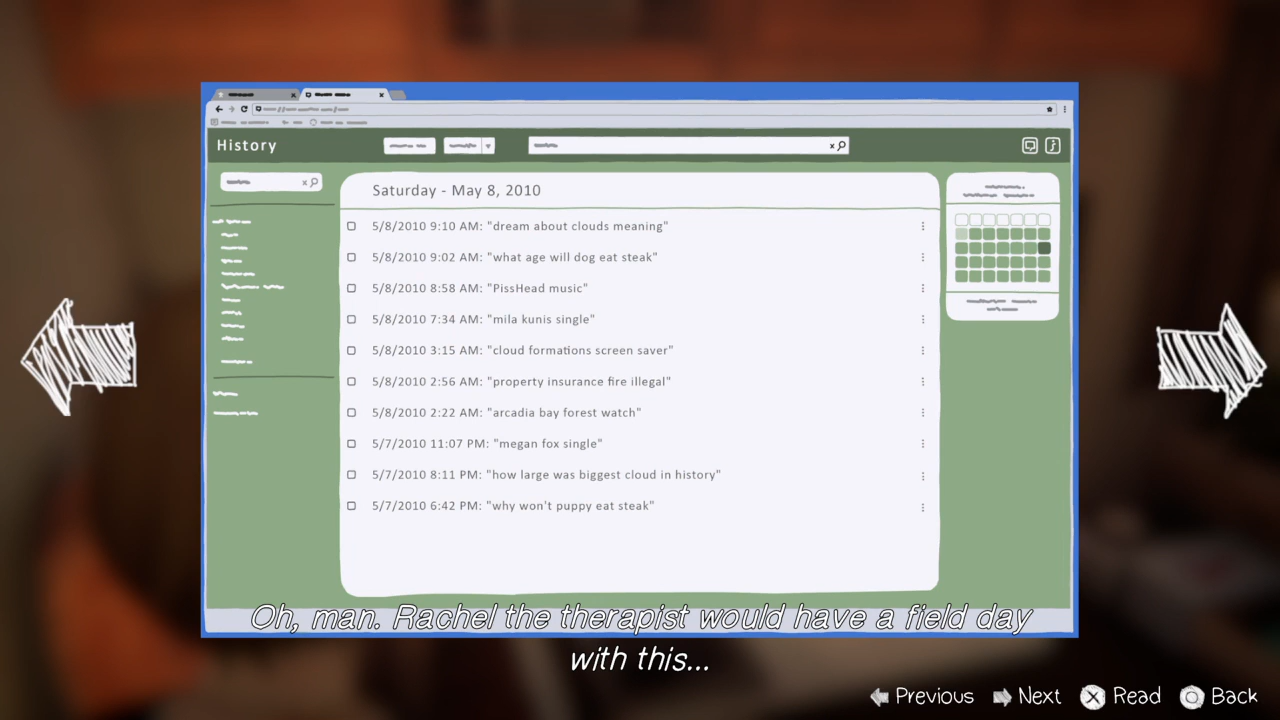 History
Saturday - May 8, 2010
5/8/2010 9:10 AM: "dream about clouds meaning"
5/8/2010 9:02 AM: "what age will dog eat steak"
5/8/2010 8:58 AM: "PissHead music"
5/8/2010 7:34 AM: "mila kunis single"
5/8/2010 3:15 AM: "cloud formations screen saver"
5/8/2010 2:56 AM: "property insurance fire illegal"
5/8/2010 2:22 AM: "arcadia bay forest watch"
5/7/2010 11:07 PM: "megan fox single"
5/7/2010 8:11 PM: "how large was biggest cloud in history"
5/7/2010 6:42 PM: "why won't puppy eat steak"
Oh, man. Rachel the therapist would have a field day
with this...
Previous Next Read Back